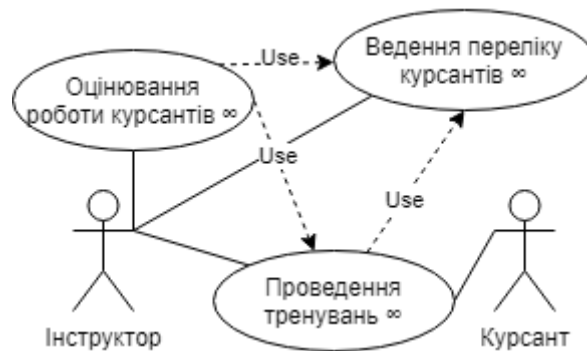 Оцінювання
роботи курсантів ∞
Use
Ведення переліку
курсантів ∞
Use
Use
Проведення
тренувань ∞
Інструктор
Курсант